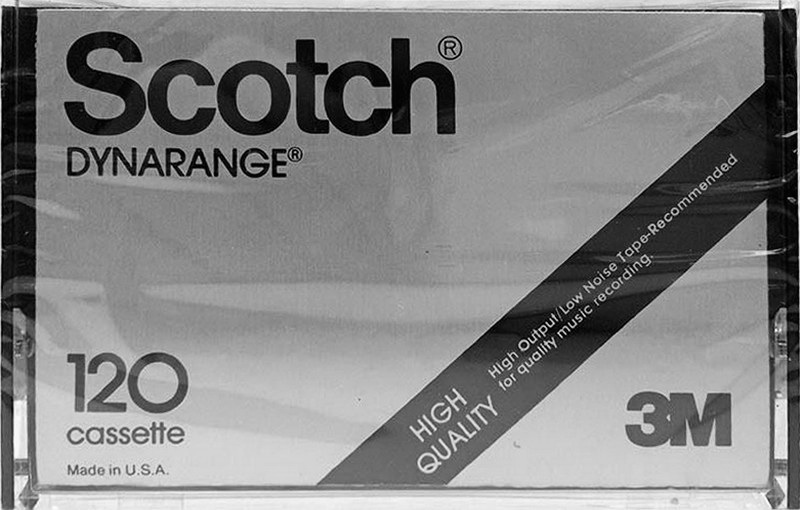 Scotch®
DYNARANGE®
High Output/Low Noise Tape-Recommended
for quality music recording.
HIGH
QUALITY
120
cassette
Made in U.S.A.
3M